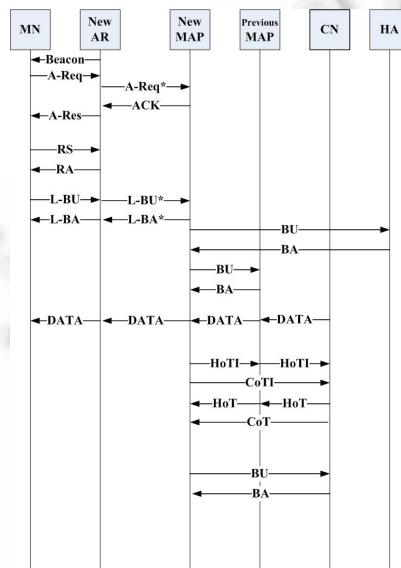 MN
New
AR
New
MAP
Previous
MAP
CN
HA
Beacon
A-Req
A-Req*
ACK
A-Res
RS
RA
L-BU
L-BU*
L-BA
L-BA*
BU
BA
BU
BA
DATA
DATA
DATA
DATA
HoTI
HoTI
CoTI
HoT
HoT
CoT
BU
BA